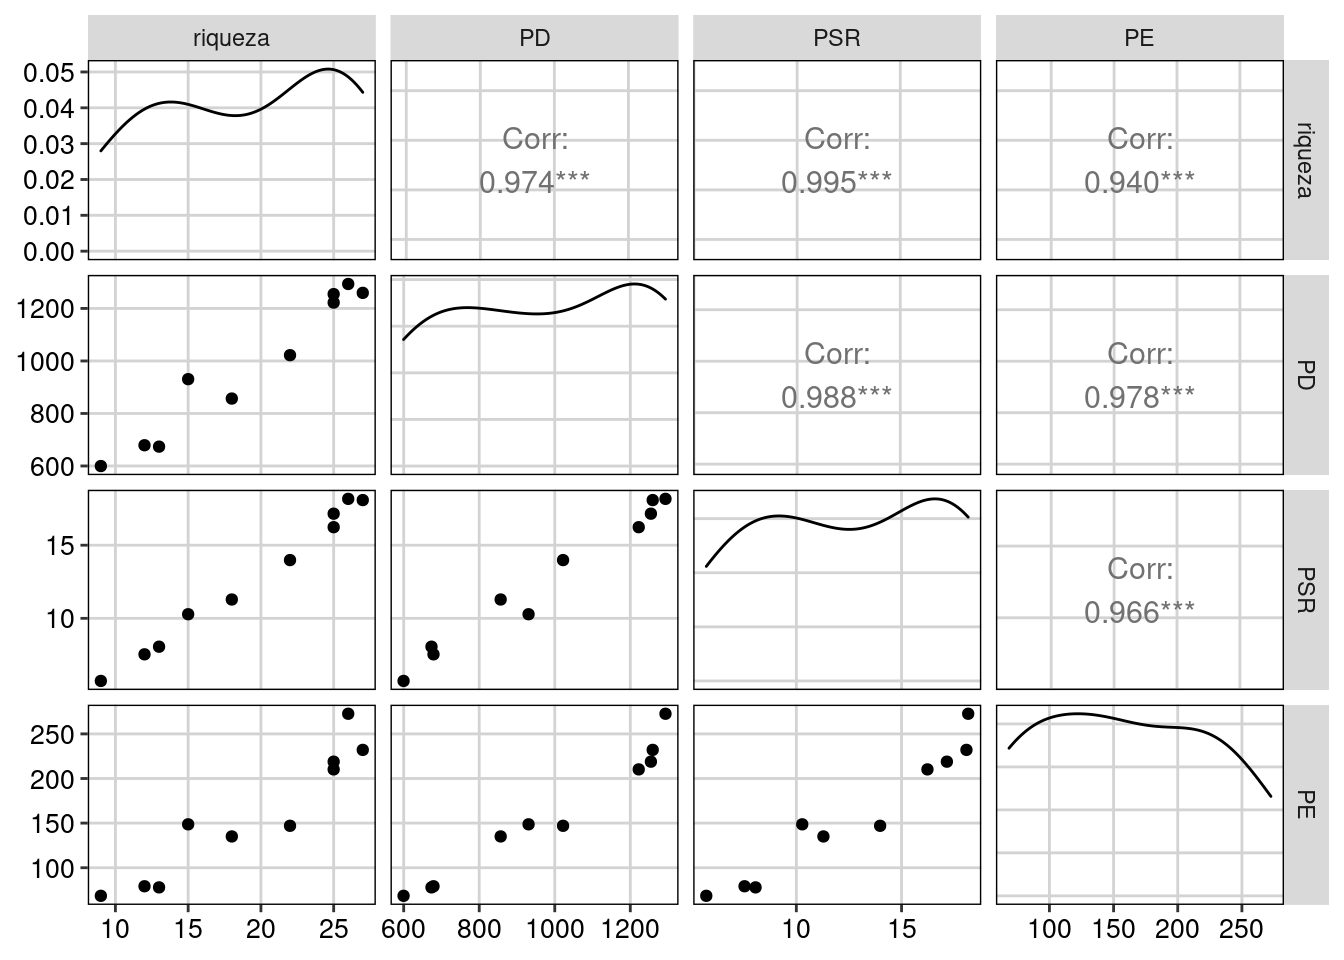 riqueza PD PSR PE
0.05
0.04
0.03
0.02
0.01
0.00
Corr:
0.974***
Corr:
0.995***
Corr:
0.940***
riqueza
1200
1000
800
600
Corr:
0.988***
Corr:
0.978***
PD
15
10
Corr:
0.966***
PSR
250
200
150
100
PE
10 15 20 25 600 800 1000 1200 10 15 100 150 200 250